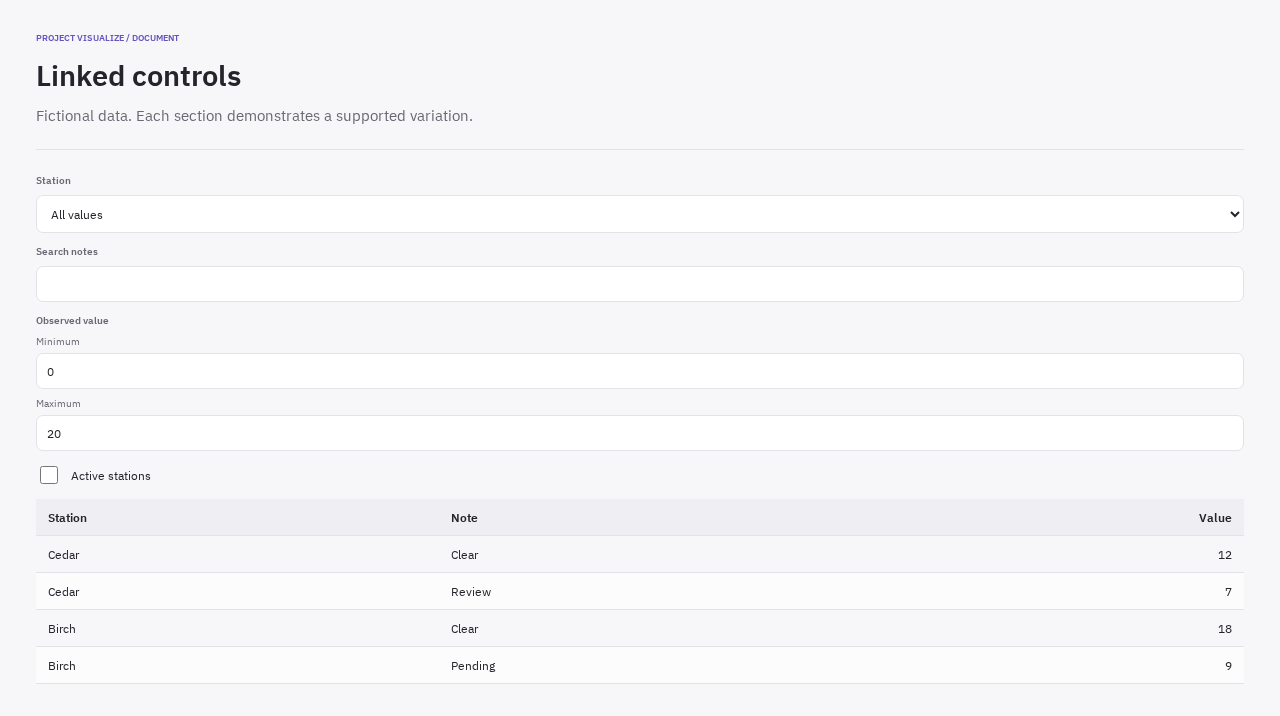 PROJECT VISUALIZE / DOCUMENT
Linked controls
Fictional data. Each section demonstrates a supported variation.
Station
All values
Search notes
Observed value
Minimum
0
Maximum
20
Active stations
Station Note Value
Cedar Clear 12
Cedar Review 7
Birch Clear 18
Birch Pending 9